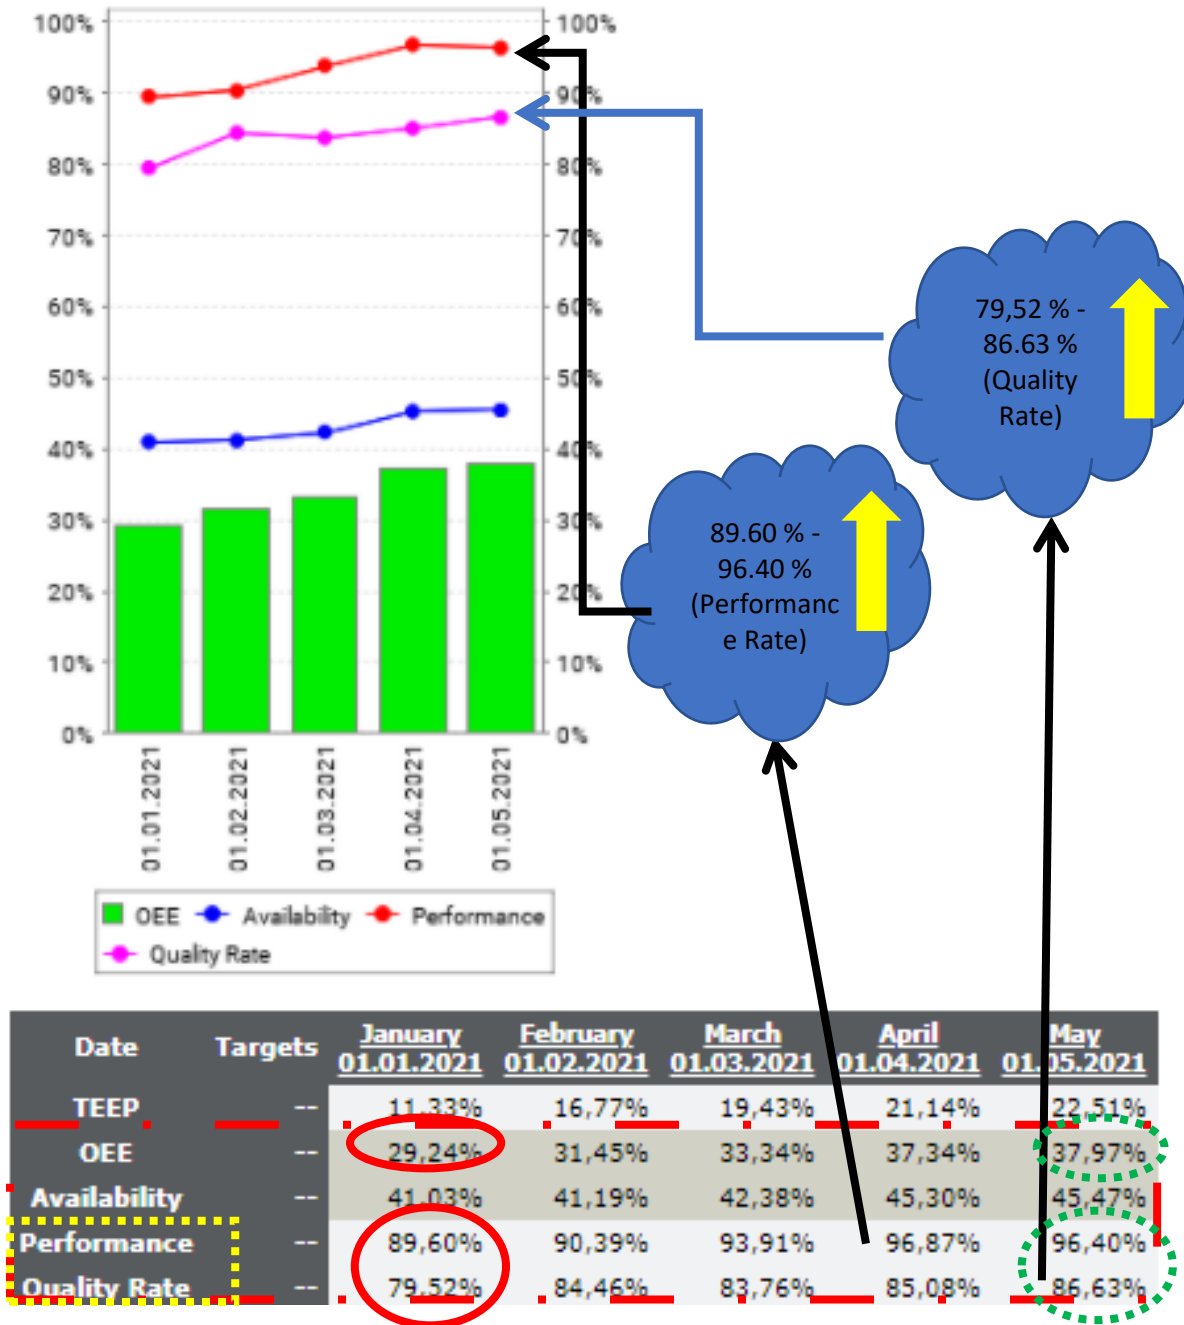 100% 100%
90% 90%
80% 80%
70% 70%
60% 60%
50% 50%
40% 40%
30% 30%
20% 20%
10% 10%
0% 0%
01.01.2021
01.02.2021
01.03.2021
01.04.2021
01.05.2021
OEE Availability Performance
Quality Rate
79,52 % -
86.63 %
(Quality
Rate)
89.60 % -
96.40 %
(Performanc
e Rate)
Date Targets January 01.01.2021 February 01.02.2021 March 01.03.2021 April 01.04.2021 May 01.05.2021
TEEP -- 11,33% 16,77% 19,43% 21,14% 22,51%
OEE -- 29,24% 31,45% 33,34% 37,34% 37,97%
Availability -- 41,03% 41,19% 42,38% 45,30% 45,47%
Performance -- 89,60% 90,39% 93,91% 96,87% 96,40%
Quality Rate -- 79,52% 84,46% 83,76% 85,08% 86,63%